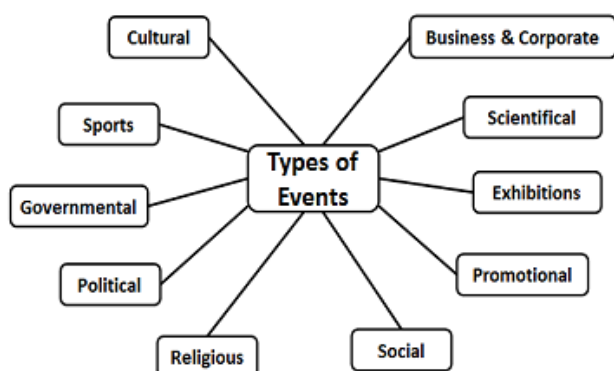 Cultural
Business & Corporate
Sports
Scientifical
Types of
Events
Governmental
Exhibitions
Political
Promotional
Religious
Social